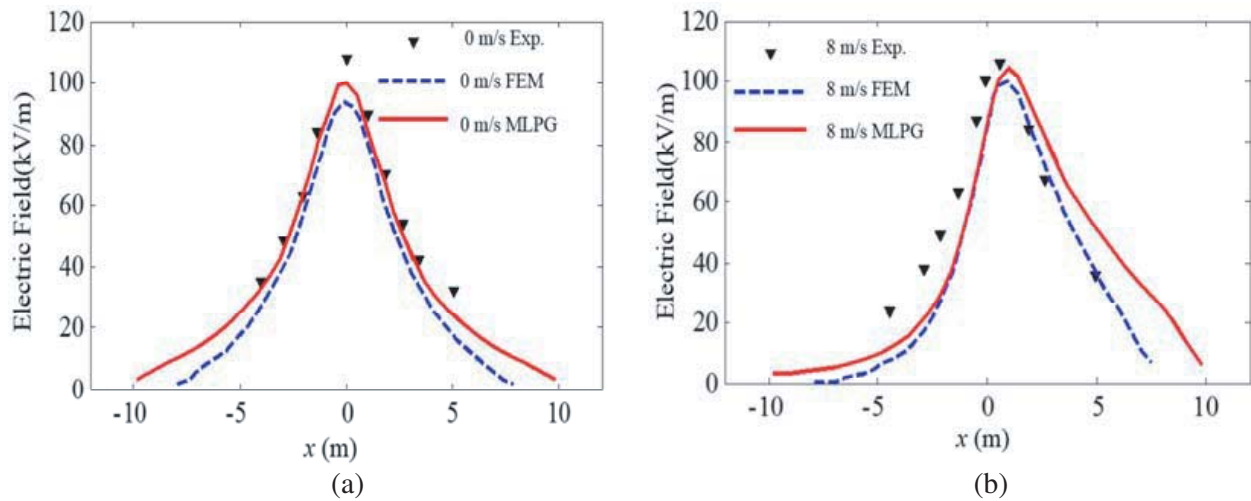 120
100
80
60
40
20
0
Electric Field(kV/m)
-10
-5
0
5
10
x (m)
0 m/s Exp.
0 m/s FEM
0 m/s MLPG
(a)
120
100
80
60
40
20
0
Electric Field(kV/m)
-10
-5
0
5
10
x (m)
8 m/s Exp.
8 m/s FEM
8 m/s MLPG
(b)